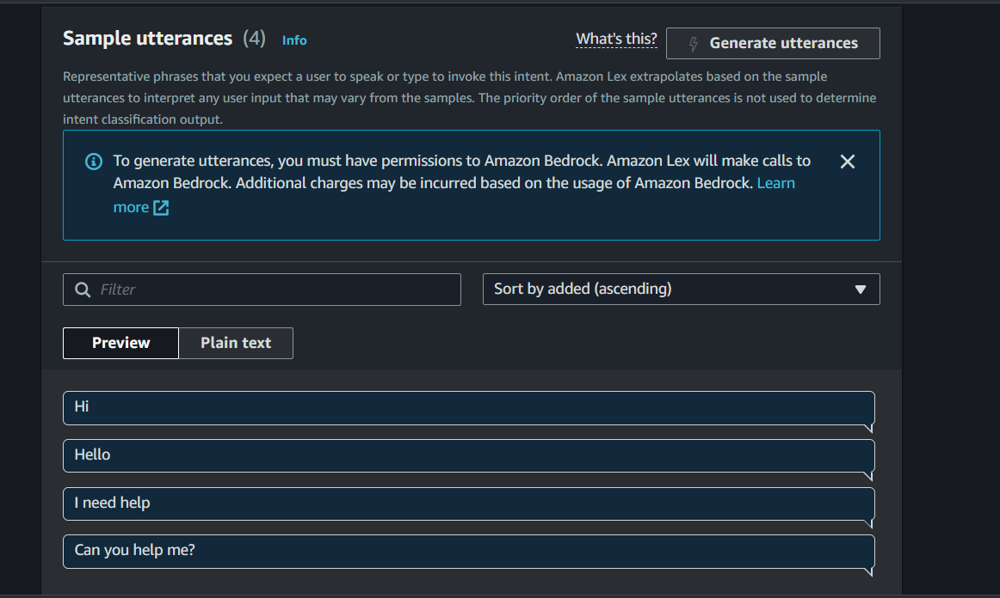 Sample utterances (4) Info What's this? Generate utterances
Representative phrases that you expect a user to speak or type to invoke this intent. Amazon Lex extrapolates based on the sample
utterances to interpret any user input that may vary from the samples. The priority order of the sample utterances is not used to determine
intent classification output.
To generate utterances, you must have permissions to Amazon Bedrock. Amazon Lex will make calls to
Amazon Bedrock. Additional charges may be incurred based on the usage of Amazon Bedrock. Learn
more
Filter Sort by added (ascending)
Preview Plain text
Hi
Hello
I need help
Can you help me?